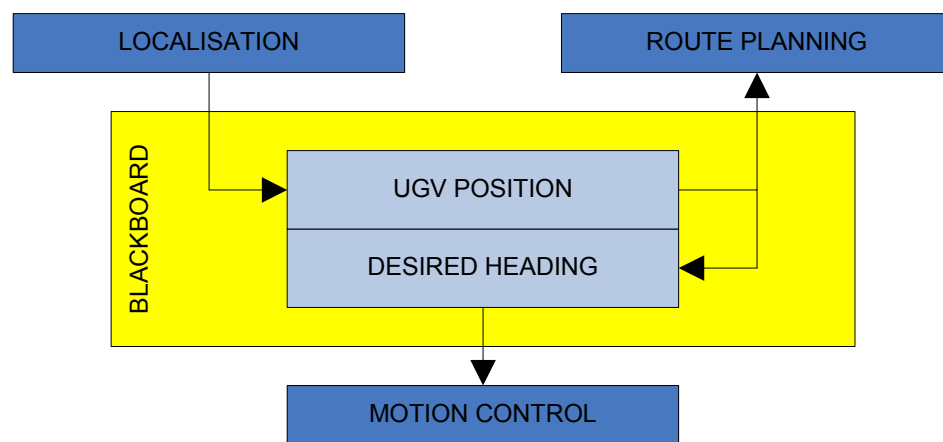 LOCALISATION
ROUTE PLANNING
BLACKBOARD
UGV POSITION
DESIRED HEADING
MOTION CONTROL